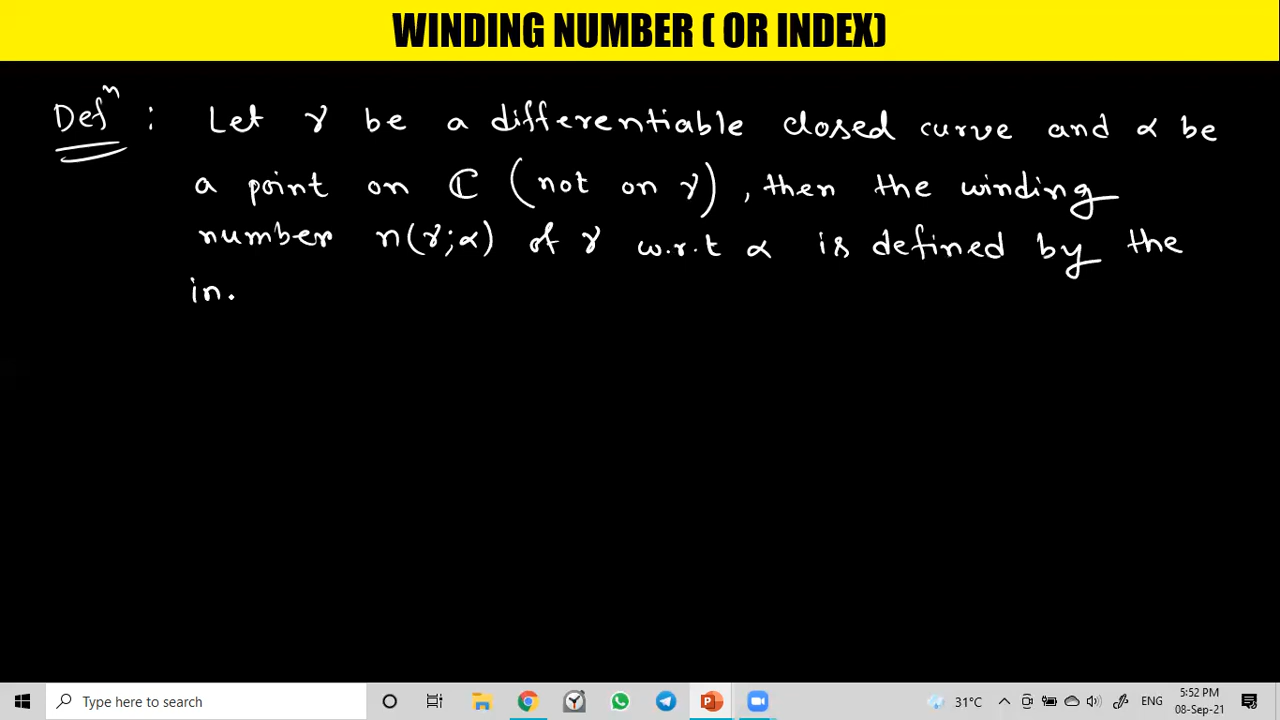 WINDING NUMBER ( OR INDEX)
Defⁿ : Let γ be a differentiable closed curve and α be
a point on ℂ (not on γ), then the winding
number n(γ;α) of γ w.r.t α is defined by the
in.
Type here to search
31°C
ENG
5:52 PM
08-Sep-21